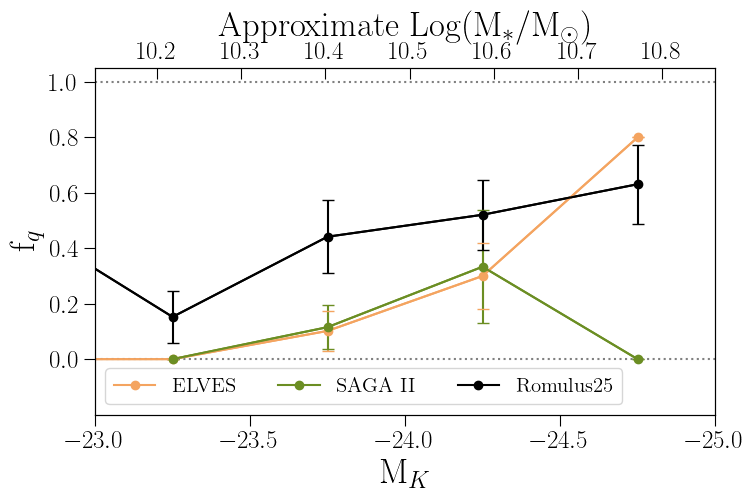 Approximate Log(M*/M⊙)
10.2 10.3 10.4 10.5 10.6 10.7 10.8
1.0
0.8
0.6
0.4
0.2
0.0
f_q
ELVES SAGA II Romulus25
−23.0 −23.5 −24.0 −24.5 −25.0
M_K